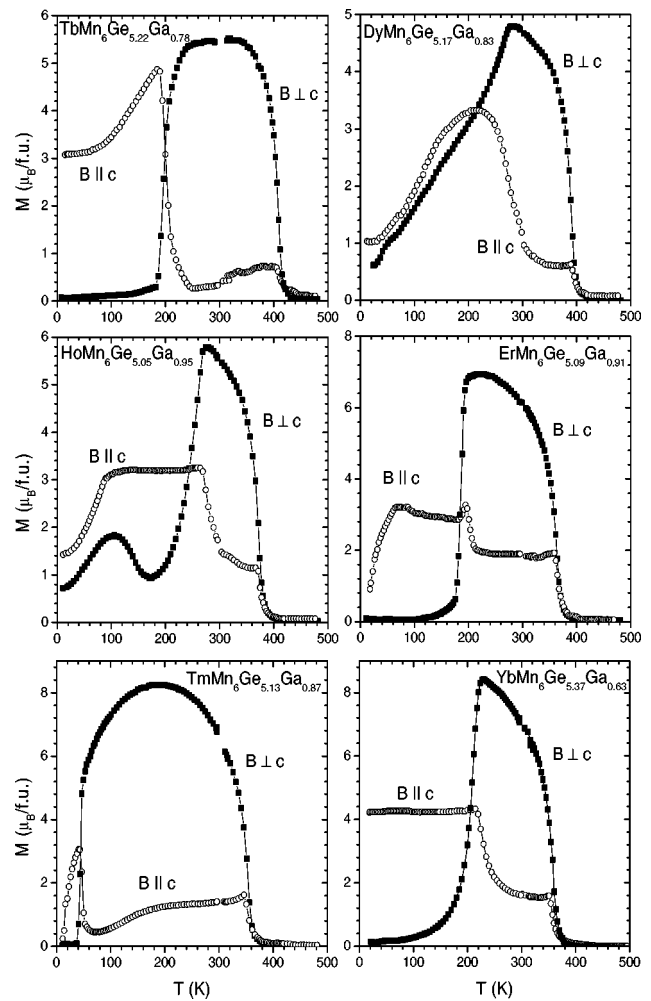 TbMn6Ge5.22Ga0.78
B ⊥ c
B || c
M (μB/f.u.)
6
5
4
3
2
1
0
0 100 200 300 400 500
DyMn6Ge5.17Ga0.83
B ⊥ c
B || c
5
4
3
2
1
0
0 100 200 300 400 500
HoMn6Ge5.05Ga0.95
B ⊥ c
B || c
M (μB/f.u.)
6
5
4
3
2
1
0
0 100 200 300 400 500
ErMn6Ge5.09Ga0.91
B ⊥ c
B || c
8
6
4
2
0
0 100 200 300 400 500
TmMn6Ge5.13Ga0.87
B ⊥ c
B || c
M (μB/f.u.)
8
6
4
2
0
0 100 200 300 400 500
T (K)
YbMn6Ge5.37Ga0.63
B ⊥ c
B || c
8
6
4
2
0
0 100 200 300 400 500
T (K)